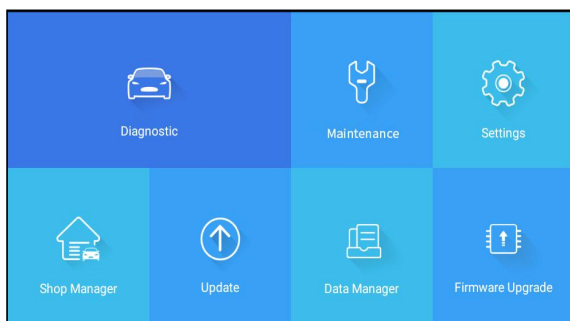 Diagnostic
Maintenance
Settings
Shop Manager
Update
Data Manager
Firmware Upgrade